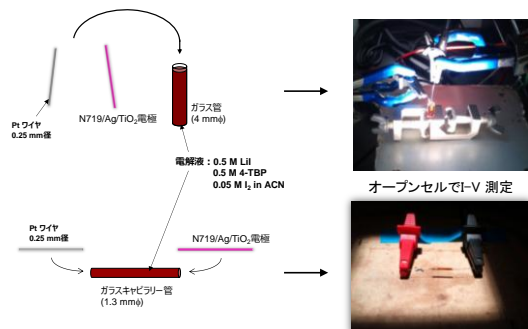 Pt ワイヤ
0.25 mm径
N719/Ag/TiO₂電極
ガラス管
(4 mmϕ)
電解液：0.5 M LiI
0.5 M 4-TBP
0.05 M I₂ in ACN
オープンセルでI-V 測定
Pt ワイヤ
0.25 mm径
N719/Ag/TiO₂電極
ガラスキャピラリー管
(1.3 mmϕ)